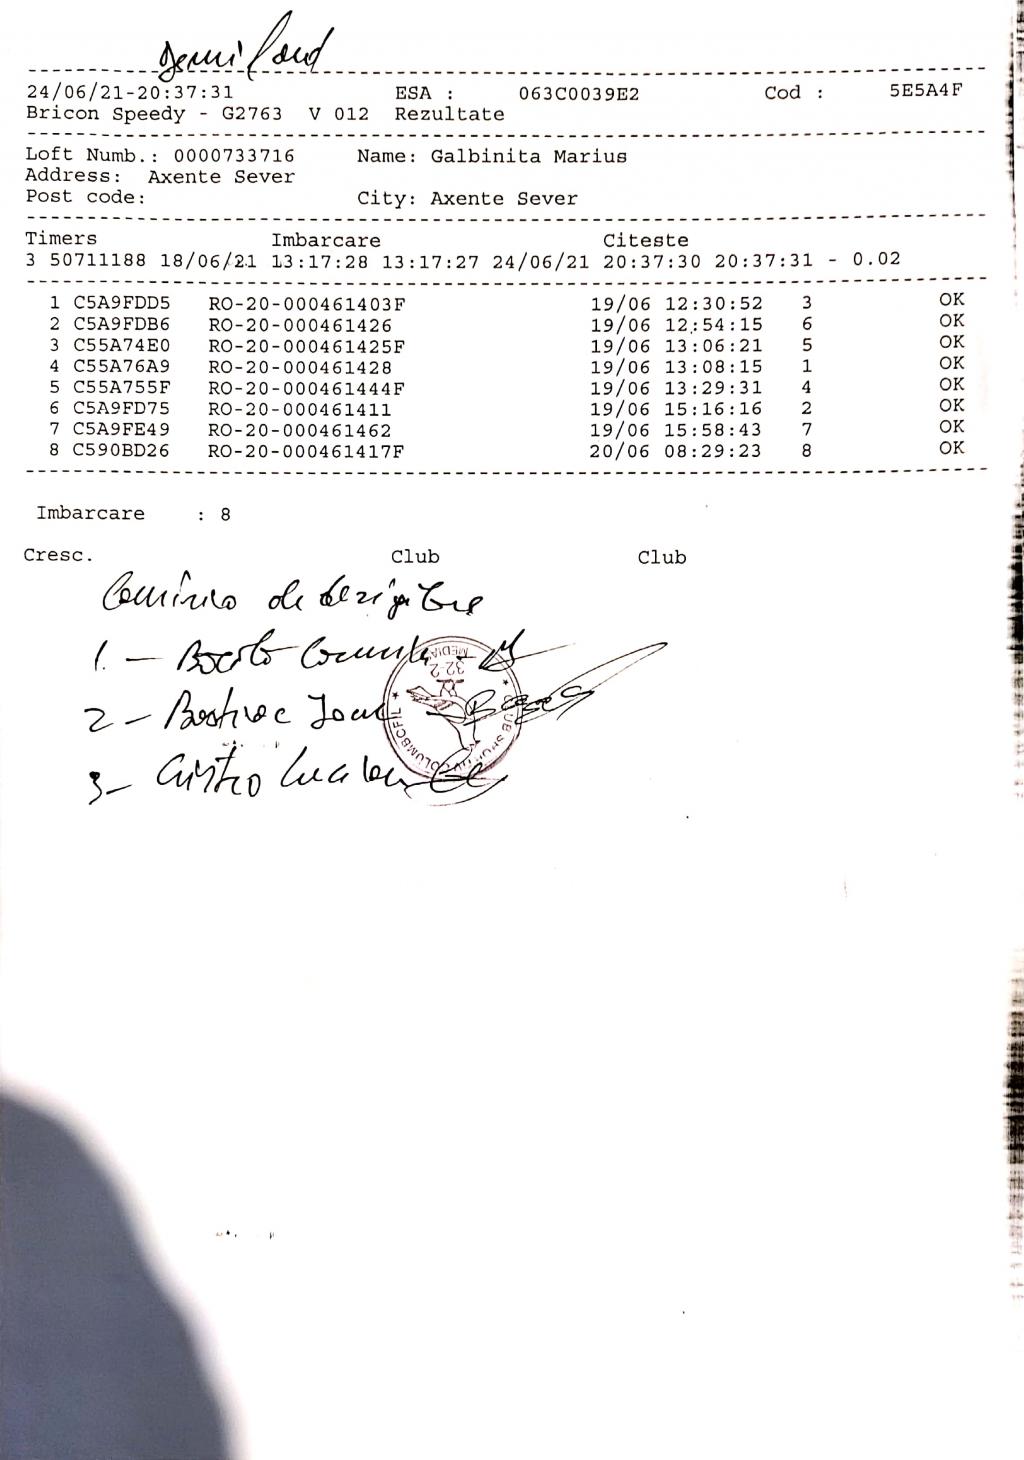 Demifond
24/06/21-20:37:31 ESA : 063C0039E2 Cod : 5E5A4F
Bricon Speedy - G2763 V 012 Rezultate
Loft Numb.: 0000733716 Name: Galbinita Marius
Address: Axente Sever
Post code: City: Axente Sever
Timers Imbarcare Citeste
3 50711188 18/06/21 13:17:28 13:17:27 24/06/21 20:37:30 20:37:31 - 0.02
1 C5A9FDD5 RO-20-000461403F 19/06 12:30:52 3 OK
2 C5A9FDB6 RO-20-000461426 19/06 12:54:15 6 OK
3 C55A74E0 RO-20-000461425F 19/06 13:06:21 5 OK
4 C55A76A9 RO-20-000461428 19/06 13:08:15 1 OK
5 C55A755F RO-20-000461444F 19/06 13:29:31 4 OK
6 C5A9FD75 RO-20-000461411 19/06 15:16:16 2 OK
7 C5A9FE49 RO-20-000461462 19/06 15:58:43 7 OK
8 C590BD26 RO-20-000461417F 20/06 08:29:23 8 OK
Imbarcare : 8
Cresc. Club Club
de
1. -
2 -
3 -
32-2